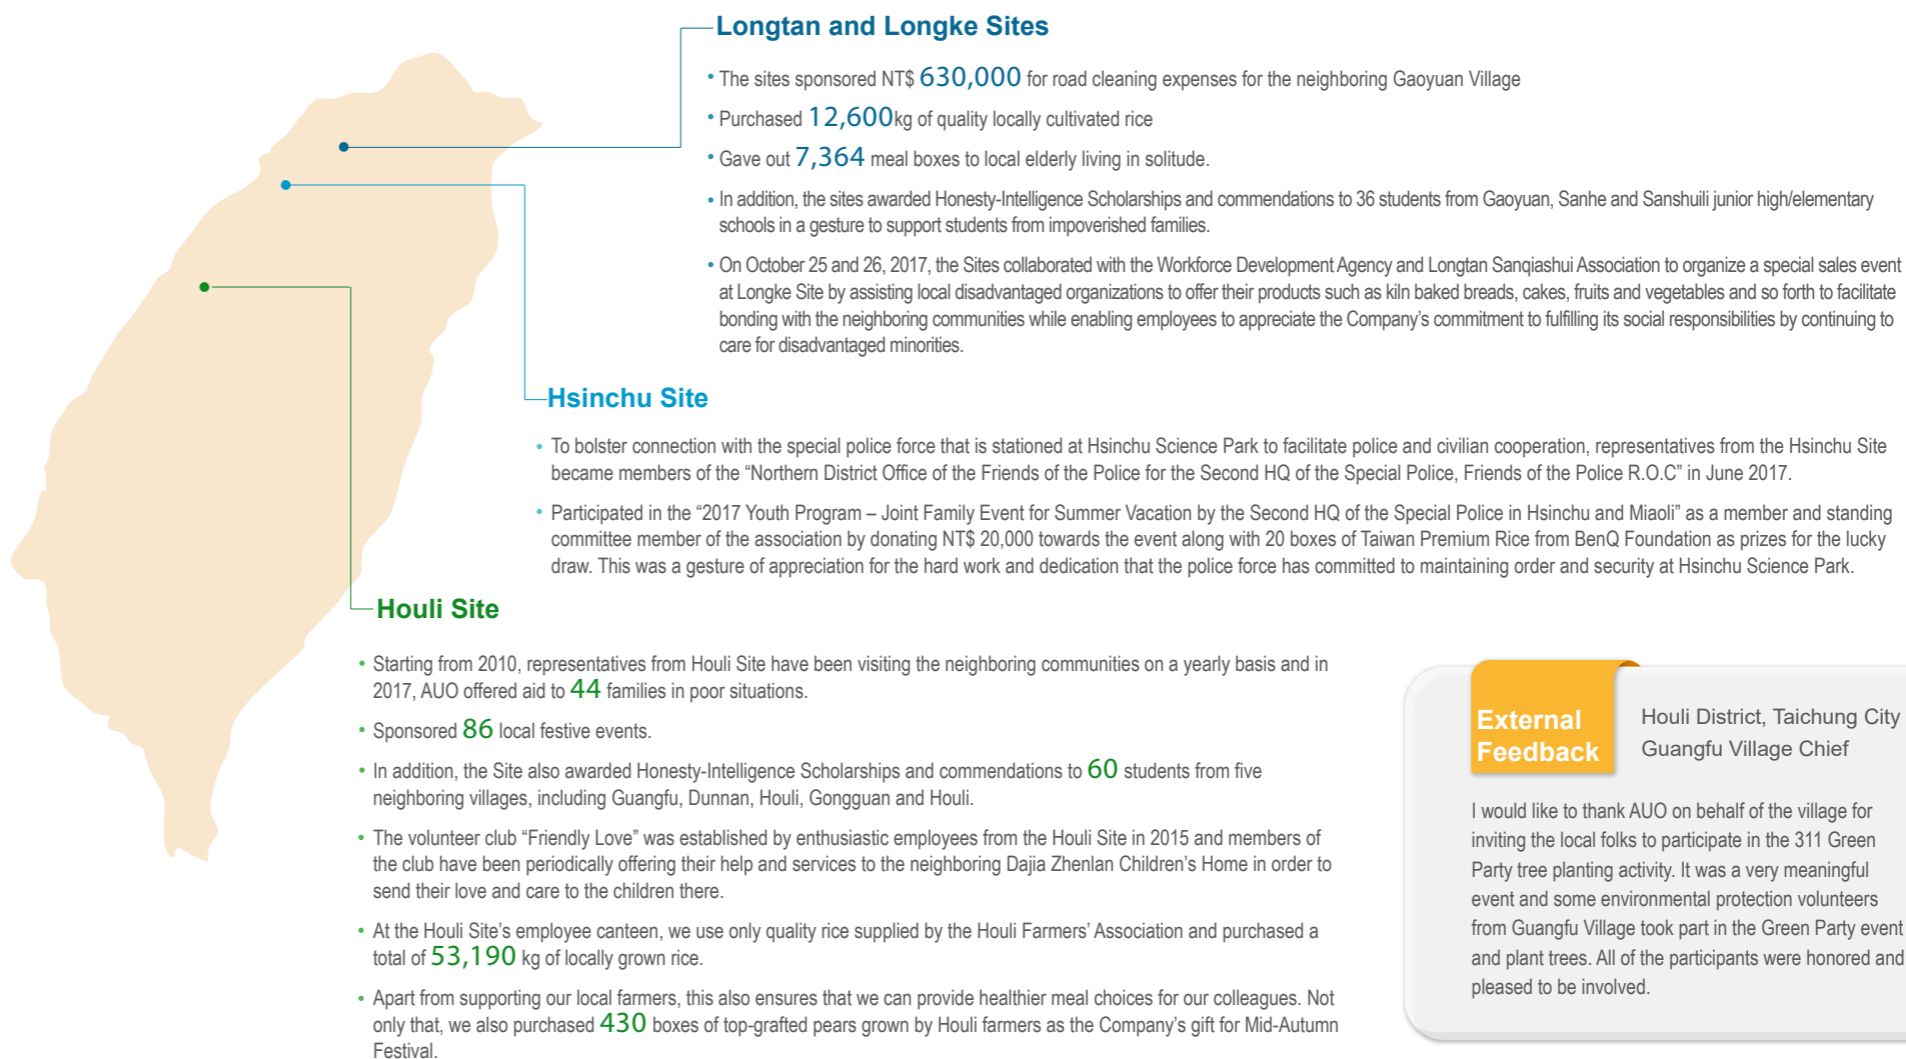 Longtan and Longke Sites
• The sites sponsored NT$ 630,000 for road cleaning expenses for the neighboring Gaoyuan Village
• Purchased 12,600kg of quality locally cultivated rice
• Gave out 7,364 meal boxes to local elderly living in solitude.
• In addition, the sites awarded Honesty-Intelligence Scholarships and commendations to 36 students from Gaoyuan, Sanhe and Sanshuili junior high/elementary
schools in a gesture to support students from impoverished families.
• On October 25 and 26, 2017, the Sites collaborated with the Workforce Development Agency and Longtan Sanqiashui Association to organize a special sales event
at Longke Site by assisting local disadvantaged organizations to offer their products such as kiln baked breads, cakes, fruits and vegetables and so forth to facilitate
bonding with the neighboring communities while enabling employees to appreciate the Company's commitment to fulfilling its social responsibilities by continuing to
care for disadvantaged minorities.
Hsinchu Site
• To bolster connection with the special police force that is stationed at Hsinchu Science Park to facilitate police and civilian cooperation, representatives from the Hsinchu Site
became members of the “Northern District Office of the Friends of the Police for the Second HQ of the Special Police, Friends of the Police R.O.C” in June 2017.
• Participated in the “2017 Youth Program – Joint Family Event for Summer Vacation by the Second HQ of the Special Police in Hsinchu and Miaoli” as a member and standing
committee member of the association by donating NT$ 20,000 towards the event along with 20 boxes of Taiwan Premium Rice from BenQ Foundation as prizes for the lucky
draw. This was a gesture of appreciation for the hard work and dedication that the police force has committed to maintaining order and security at Hsinchu Science Park.
Houli Site
• Starting from 2010, representatives from Houli Site have been visiting the neighboring communities on a yearly basis and in
2017, AUO offered aid to 44 families in poor situations.
• Sponsored 86 local festive events.
• In addition, the Site also awarded Honesty-Intelligence Scholarships and commendations to 60 students from five
neighboring villages, including Guangfu, Dunnan, Houli, Gongguan and Houli.
• The volunteer club “Friendly Love” was established by enthusiastic employees from the Houli Site in 2015 and members of
the club have been periodically offering their help and services to the neighboring Dajia Zhenlan Children's Home in order to
send their love and care to the children there.
• At the Houli Site's employee canteen, we use only quality rice supplied by the Houli Farmers' Association and purchased a
total of 53,190 kg of locally grown rice.
• Apart from supporting our local farmers, this also ensures that we can provide healthier meal choices for our colleagues. Not
only that, we also purchased 430 boxes of top-grafted pears grown by Houli farmers as the Company's gift for Mid-Autumn
Festival.
External
Feedback
Houli District, Taichung City
Guangfu Village Chief
I would like to thank AUO on behalf of the village for
inviting the local folks to participate in the 311 Green
Party tree planting activity. It was a very meaningful
event and some environmental protection volunteers
from Guangfu Village took part in the Green Party event
and plant trees. All of the participants were honored and
pleased to be involved.